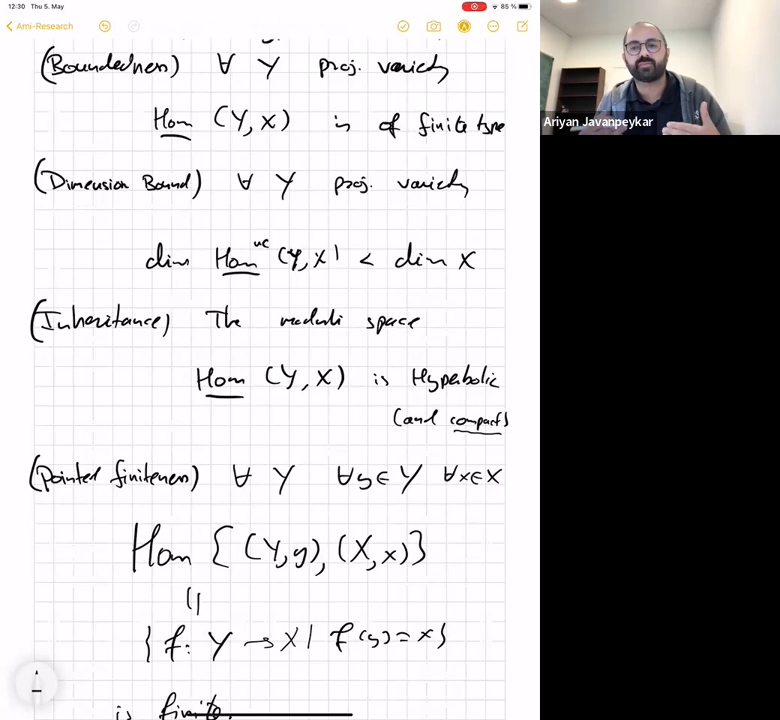 12:30 Thu 5. May
85 %
Ami-Research
(Boundedness) ∀ Y proj. variety
Hom (Y, X) is of finite type
(Dimension Bound) ∀ Y proj. variety
dim Hom^nc (Y, X) < dim X
(Inheritance) The moduli space
Hom (Y, X) is Hyperbolic
(and compact)
(Pointed finiteness) ∀ Y ∀ y ∈ Y ∀ x ∈ X
Hom { (Y, y), (X, x) }
||
{ f: Y → X | f(y) = x }
is finite.
Ariyan Javanpeykar